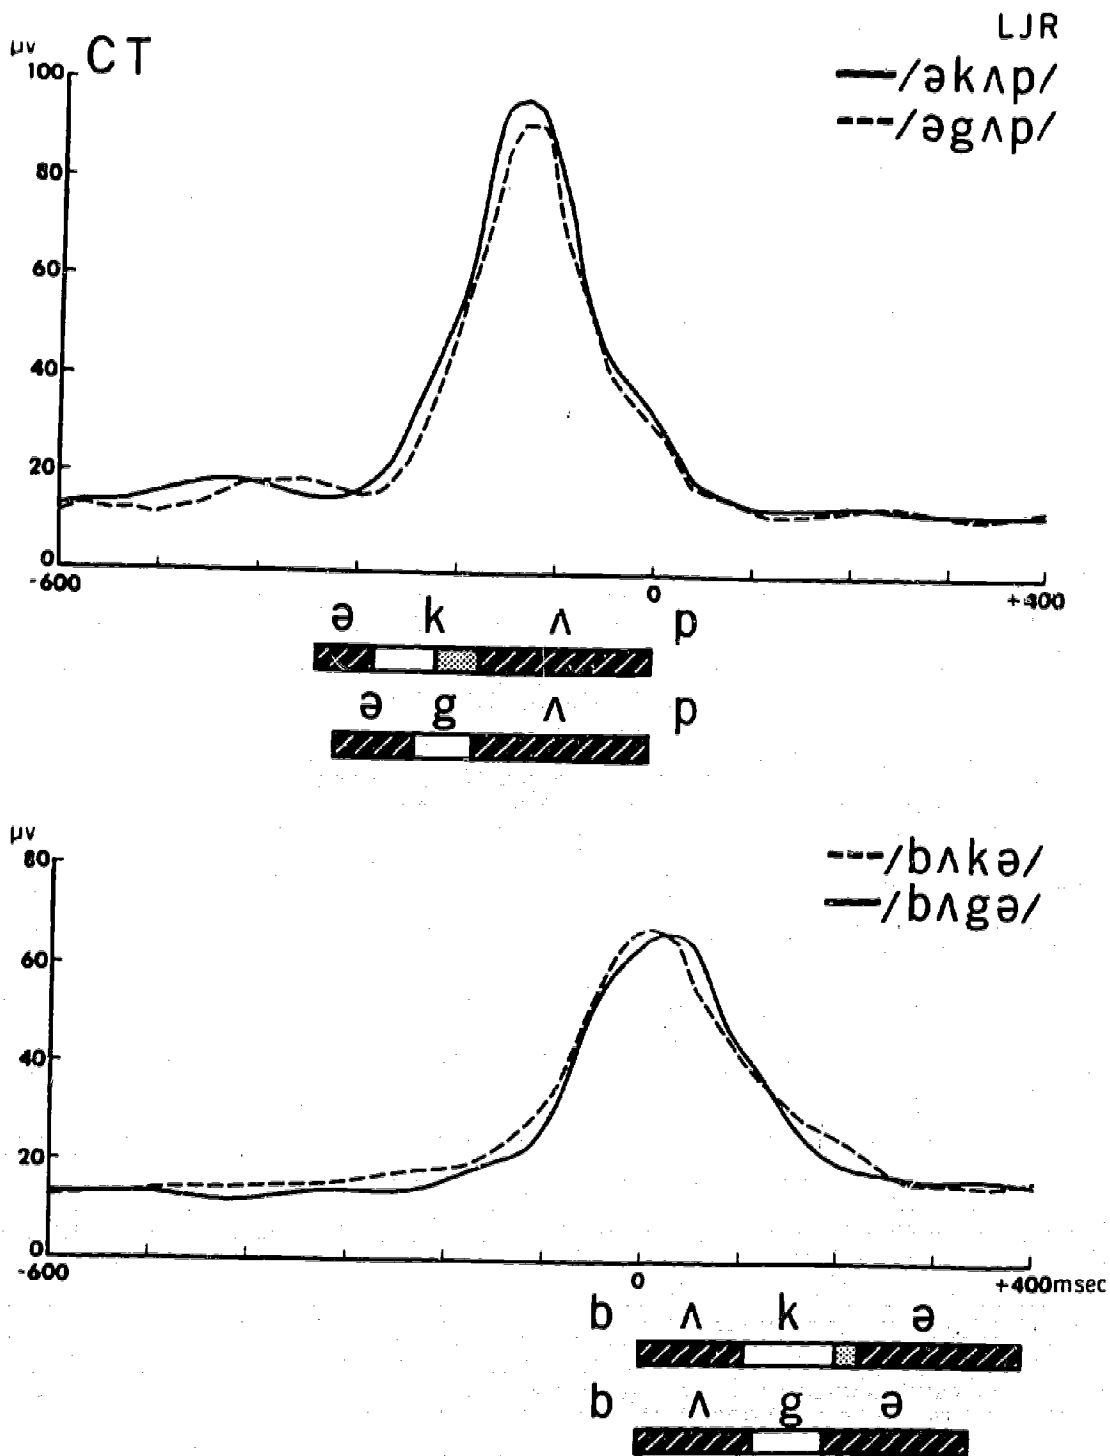 μv CT LJR
100
/əkʌp/
/əgʌp/
80
60
40
20
0
-600 0 +400
ə k ʌ p
ə g ʌ p
μv
80
/bʌkə/
/bʌgə/
60
40
20
0
-600 0 +400msec
b ʌ k ə
b ʌ g ə